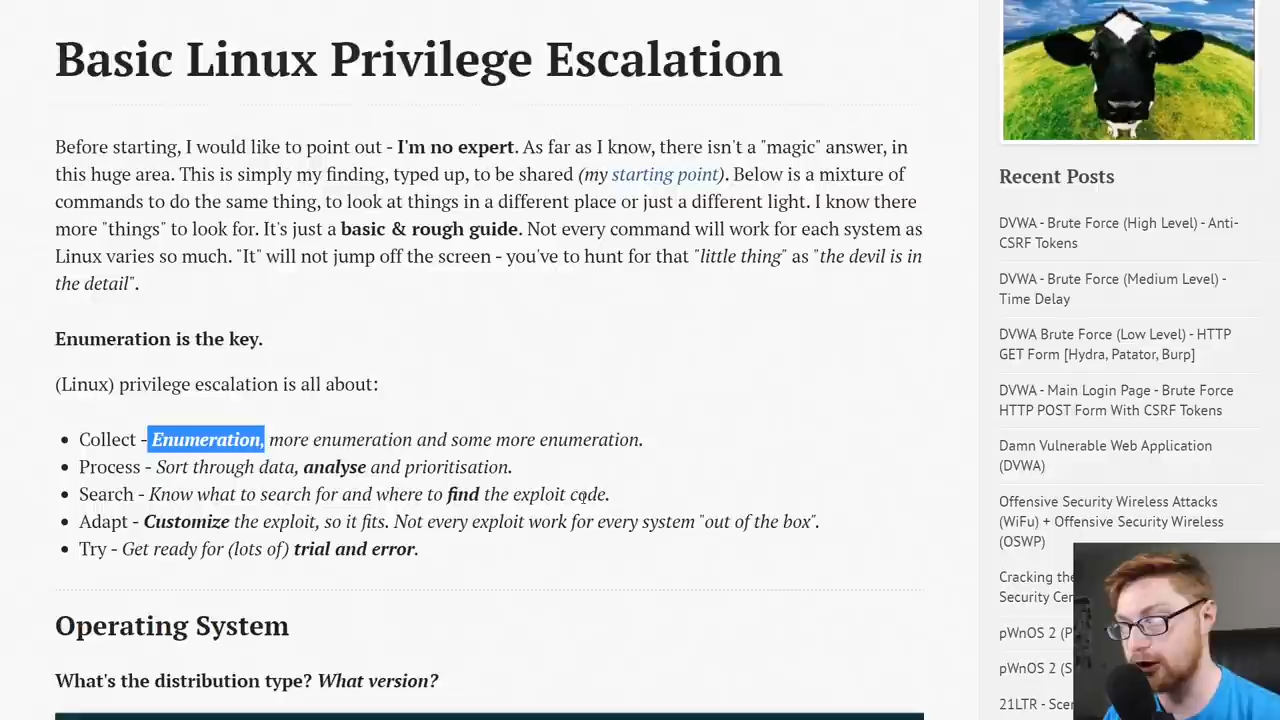 Basic Linux Privilege Escalation
Before starting, I would like to point out - I'm no expert. As far as I know, there isn't a "magic" answer, in
this huge area. This is simply my finding, typed up, to be shared (my starting point). Below is a mixture of
commands to do the same thing, to look at things in a different place or just a different light. I know there
more "things" to look for. It's just a basic & rough guide. Not every command will work for each system as
Linux varies so much. "It" will not jump off the screen - you've to hunt for that "little thing" as "the devil is in
the detail".
Enumeration is the key.
(Linux) privilege escalation is all about:
Collect - Enumeration, more enumeration and some more enumeration.
Process - Sort through data, analyse and prioritisation.
Search - Know what to search for and where to find the exploit code.
Adapt - Customize the exploit, so it fits. Not every exploit work for every system "out of the box".
Try - Get ready for (lots of) trial and error.
Operating System
What's the distribution type? What version?
Recent Posts
DVWA - Brute Force (High Level) - Anti-
CSRF Tokens
DVWA - Brute Force (Medium Level) -
Time Delay
DVWA Brute Force (Low Level) - HTTP
GET Form [Hydra, Patator, Burp]
DVWA - Main Login Page - Brute Force
HTTP POST Form With CSRF Tokens
Damn Vulnerable Web Application
(DVWA)
Offensive Security Wireless Attacks
(WiFu) + Offensive Security Wireless
(OSWP)
Cracking the
Security Cer
pWnOS 2 (P
pWnOS 2 (S
21LTR - Scen